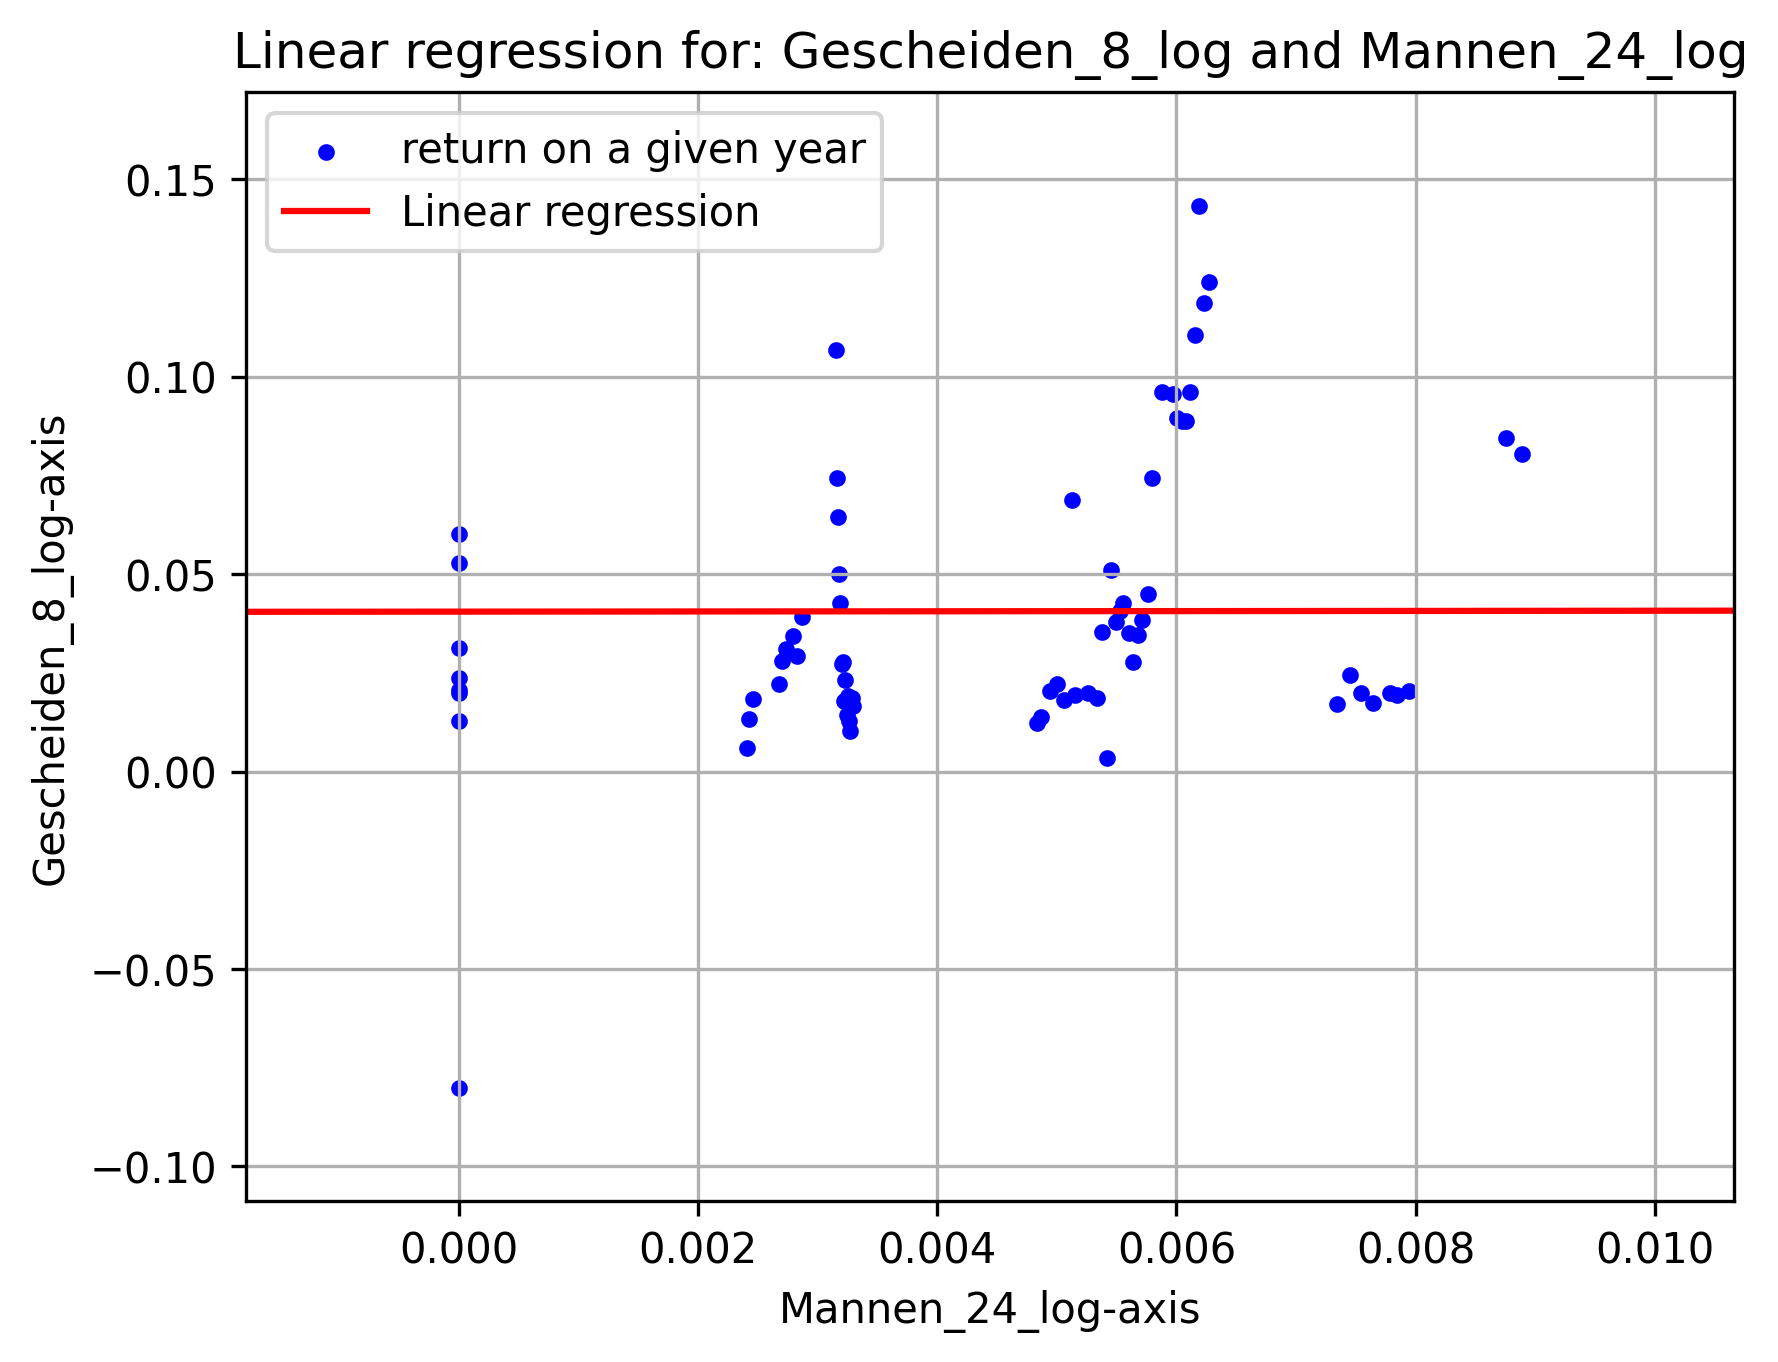 Linear regression for: Gescheiden_8_log and Mannen_24_log
return on a given year
Linear regression
0.15
0.10
0.05
0.00
−0.05
−0.10
Gescheiden_8_log-axis
0.000 0.002 0.004 0.006 0.008 0.010
Mannen_24_log-axis